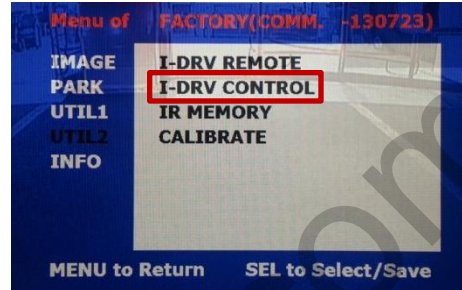 Menu of FACTORY(COMM. -130723)
IMAGE I-DRV REMOTE
PARK I-DRV CONTROL
UTIL1 IR MEMORY
UTIL2 CALIBRATE
INFO
MENU to Return SEL to Select/Save